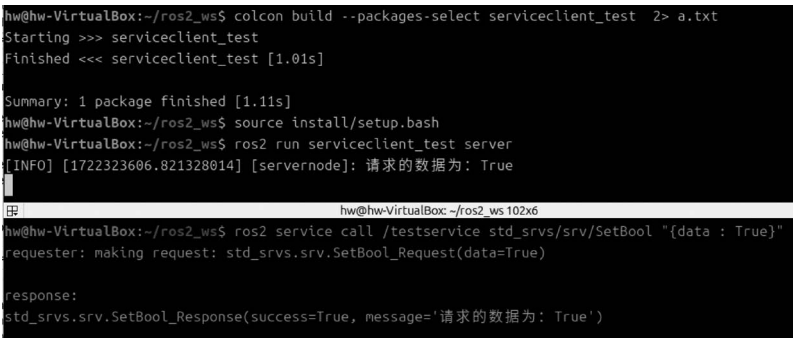 hw@hw-VirtualBox:~/ros2_ws$ colcon build --packages-select serviceclient_test  2> a.txt
Starting >>> serviceclient_test
Finished <<< serviceclient_test [1.01s]
Summary: 1 package finished [1.11s]
hw@hw-VirtualBox:~/ros2_ws$ source install/setup.bash
hw@hw-VirtualBox:~/ros2_ws$ ros2 run serviceclient_test server
[INFO] [1722323606.821328014] [servernode]: 请求的数据为: True
hw@hw-VirtualBox: ~/ros2_ws 102x6
hw@hw-VirtualBox:~/ros2_ws$ ros2 service call /testservice std_srvs/srv/SetBool "{data : True}"
requester: making request: std_srvs.srv.SetBool_Request(data=True)
response:
std_srvs.srv.SetBool_Response(success=True, message='请求的数据为: True')